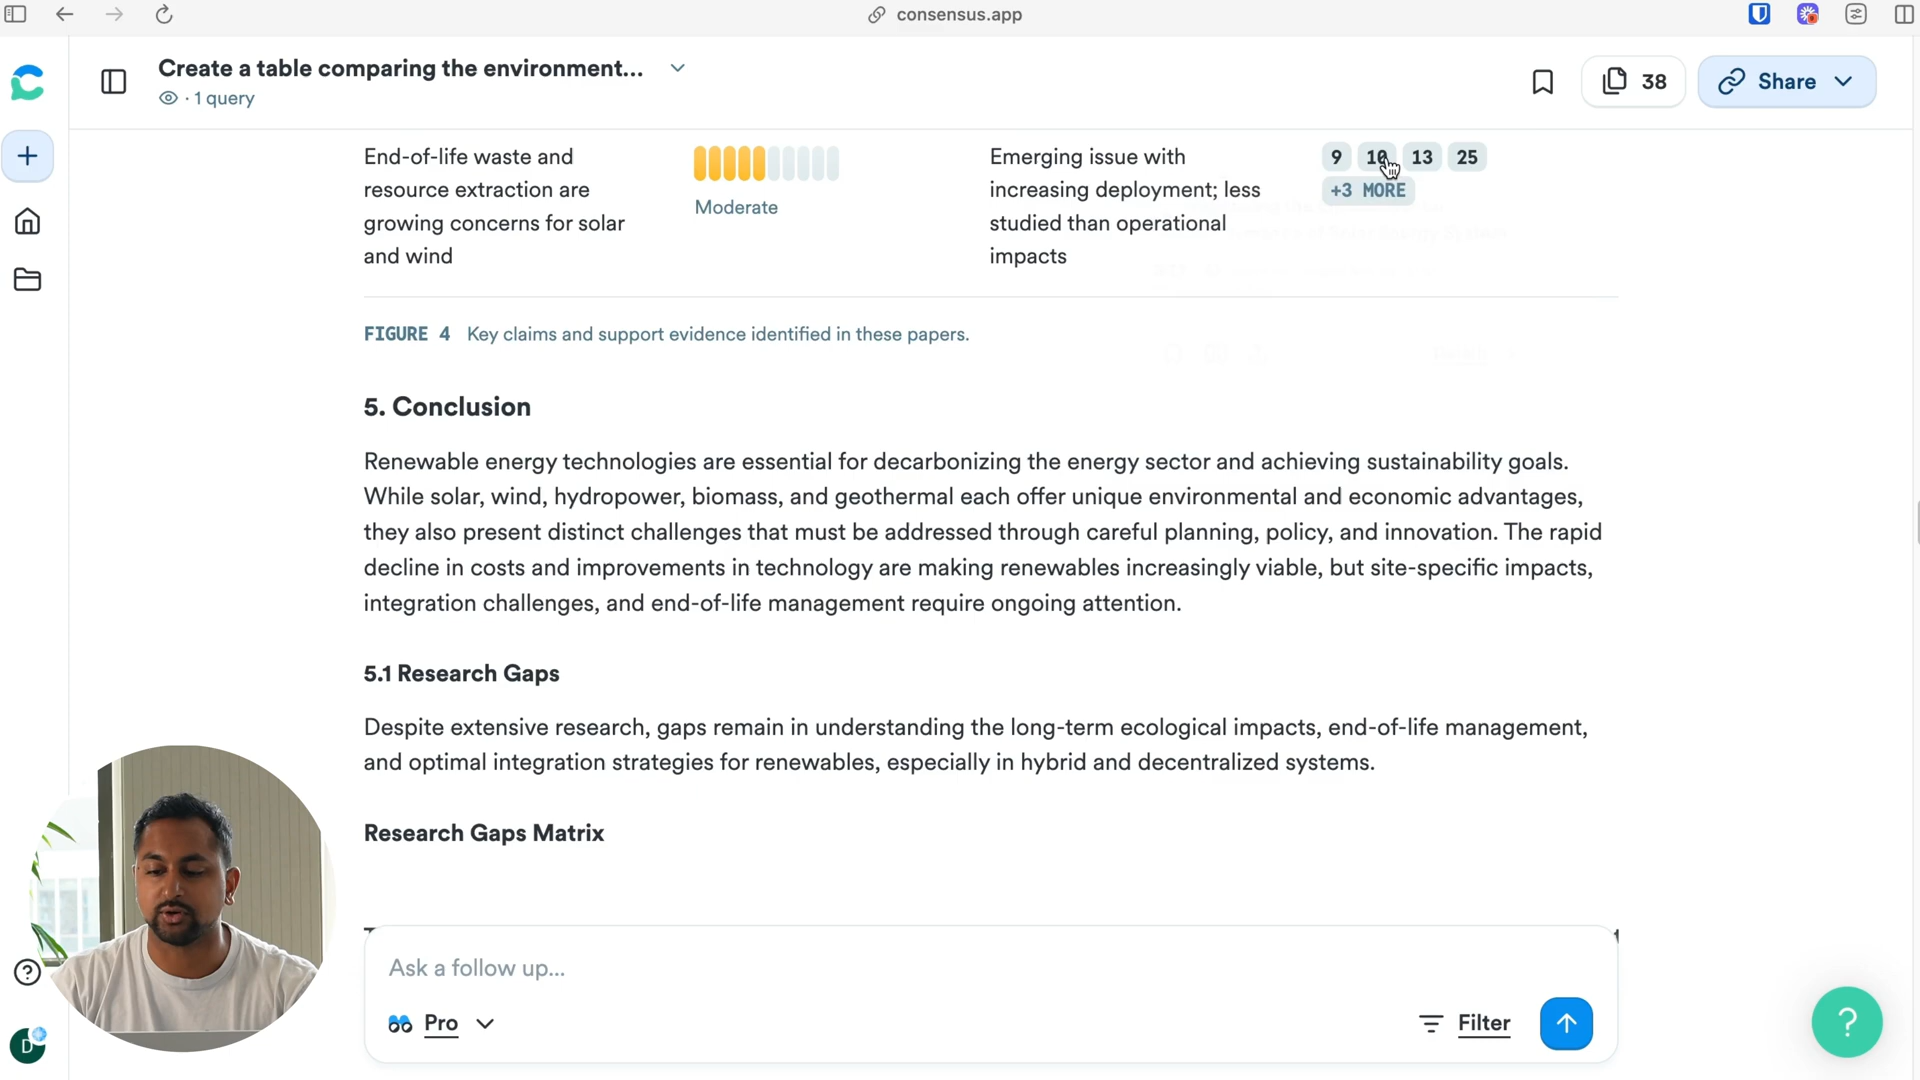 consensus.app
Create a table comparing the environment...
· 1 query
38
Share
End-of-life waste and
resource extraction are
growing concerns for solar
and wind
Moderate
Emerging issue with
increasing deployment; less
studied than operational
impacts
9 10 13 25
+3 MORE
FIGURE 4 Key claims and support evidence identified in these papers.
5. Conclusion
Renewable energy technologies are essential for decarbonizing the energy sector and achieving sustainability goals.
While solar, wind, hydropower, biomass, and geothermal each offer unique environmental and economic advantages,
they also present distinct challenges that must be addressed through careful planning, policy, and innovation. The rapid
decline in costs and improvements in technology are making renewables increasingly viable, but site-specific impacts,
integration challenges, and end-of-life management require ongoing attention.
5.1 Research Gaps
Despite extensive research, gaps remain in understanding the long-term ecological impacts, end-of-life management,
and optimal integration strategies for renewables, especially in hybrid and decentralized systems.
Research Gaps Matrix
Ask a follow up...
Pro
Filter
?
?
D